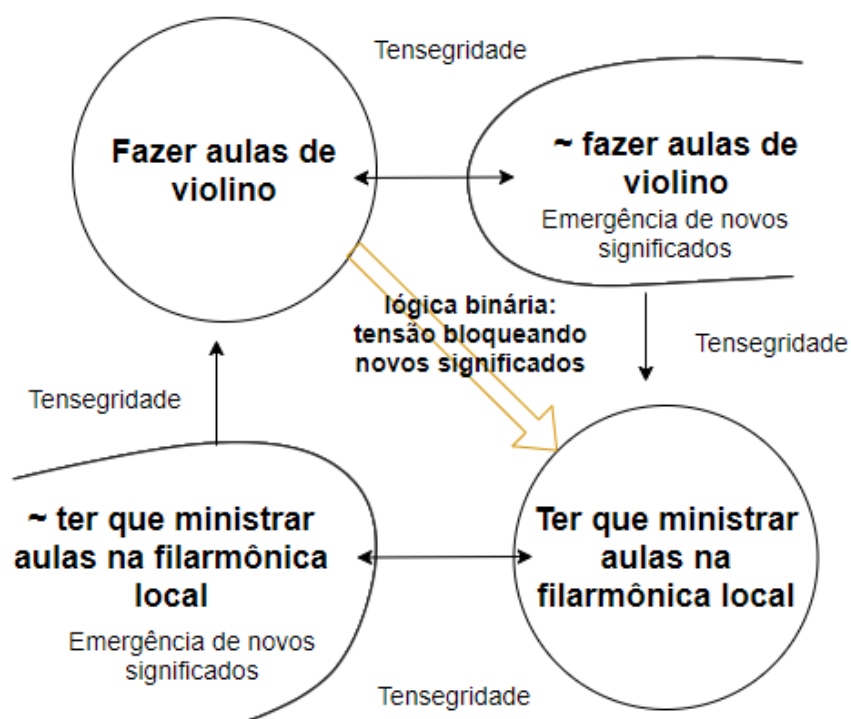 Tensegridade
Fazer aulas de
violino
~ fazer aulas de
violino
Emergência de novos
significados
lógica binária:
tensão bloqueando
novos significados
Tensegridade
Tensegridade
~ ter que ministrar
aulas na filarmônica
local
Emergência de novos
significados
Ter que ministrar
aulas na
filarmônica local
Tensegridade